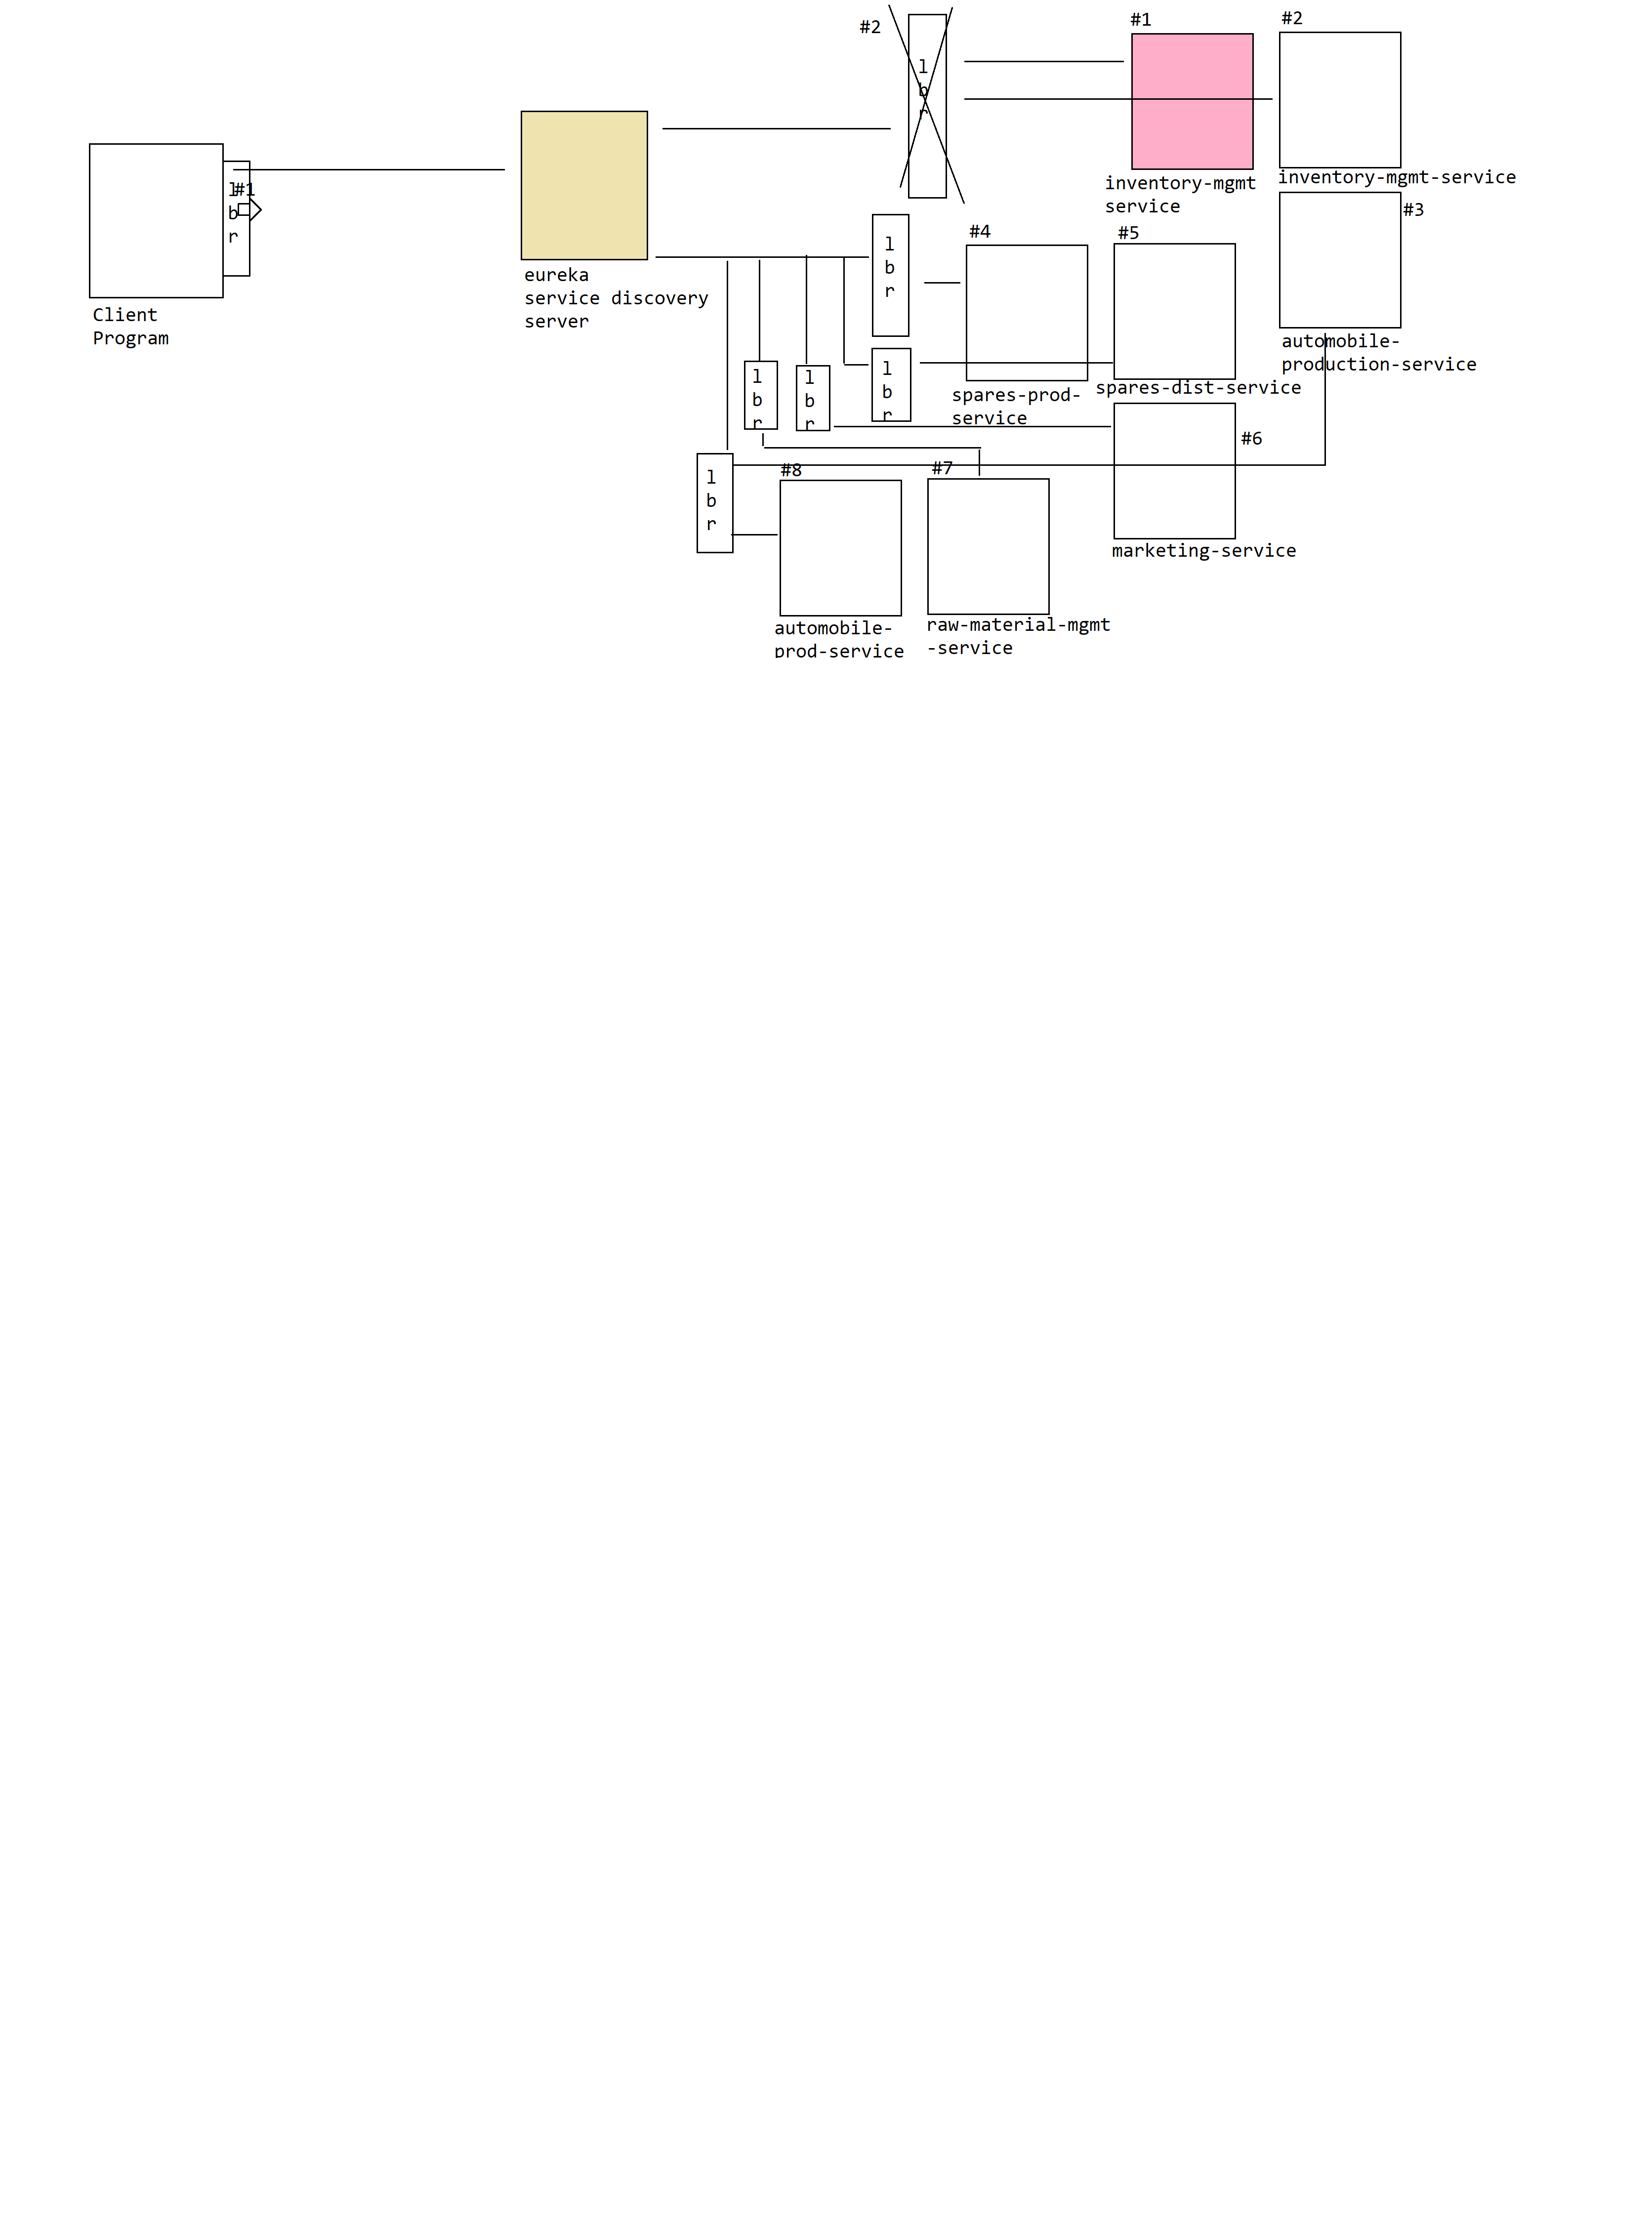 #2
l
b
r
#1
inventory-mgmt
service
#2
inventory-mgmt-service
l
b
r
#1
Client
Program
eureka
service discovery
server
l
b
r
#4
spares-prod-
service
#5
spares-dist-service
#3
automobile-
production-service
l
b
r
l
b
r
l
b
r
#6
marketing-service
l
b
r
#8
automobile-
prod-service
#7
raw-material-mgmt
-service